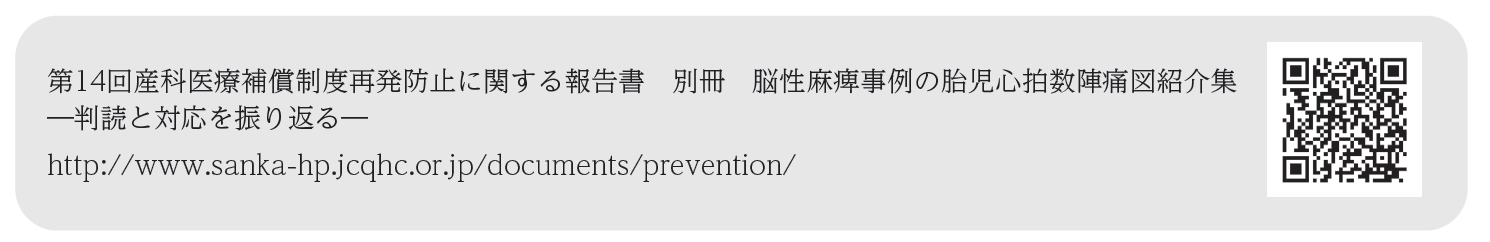 第14回産科医療補償制度再発防止に関する報告書　別冊　脳性麻痺事例の胎児心拍数陣痛図紹介集
―判読と対応を振り返る―
http://www.sanka-hp.jcqhc.or.jp/documents/prevention/